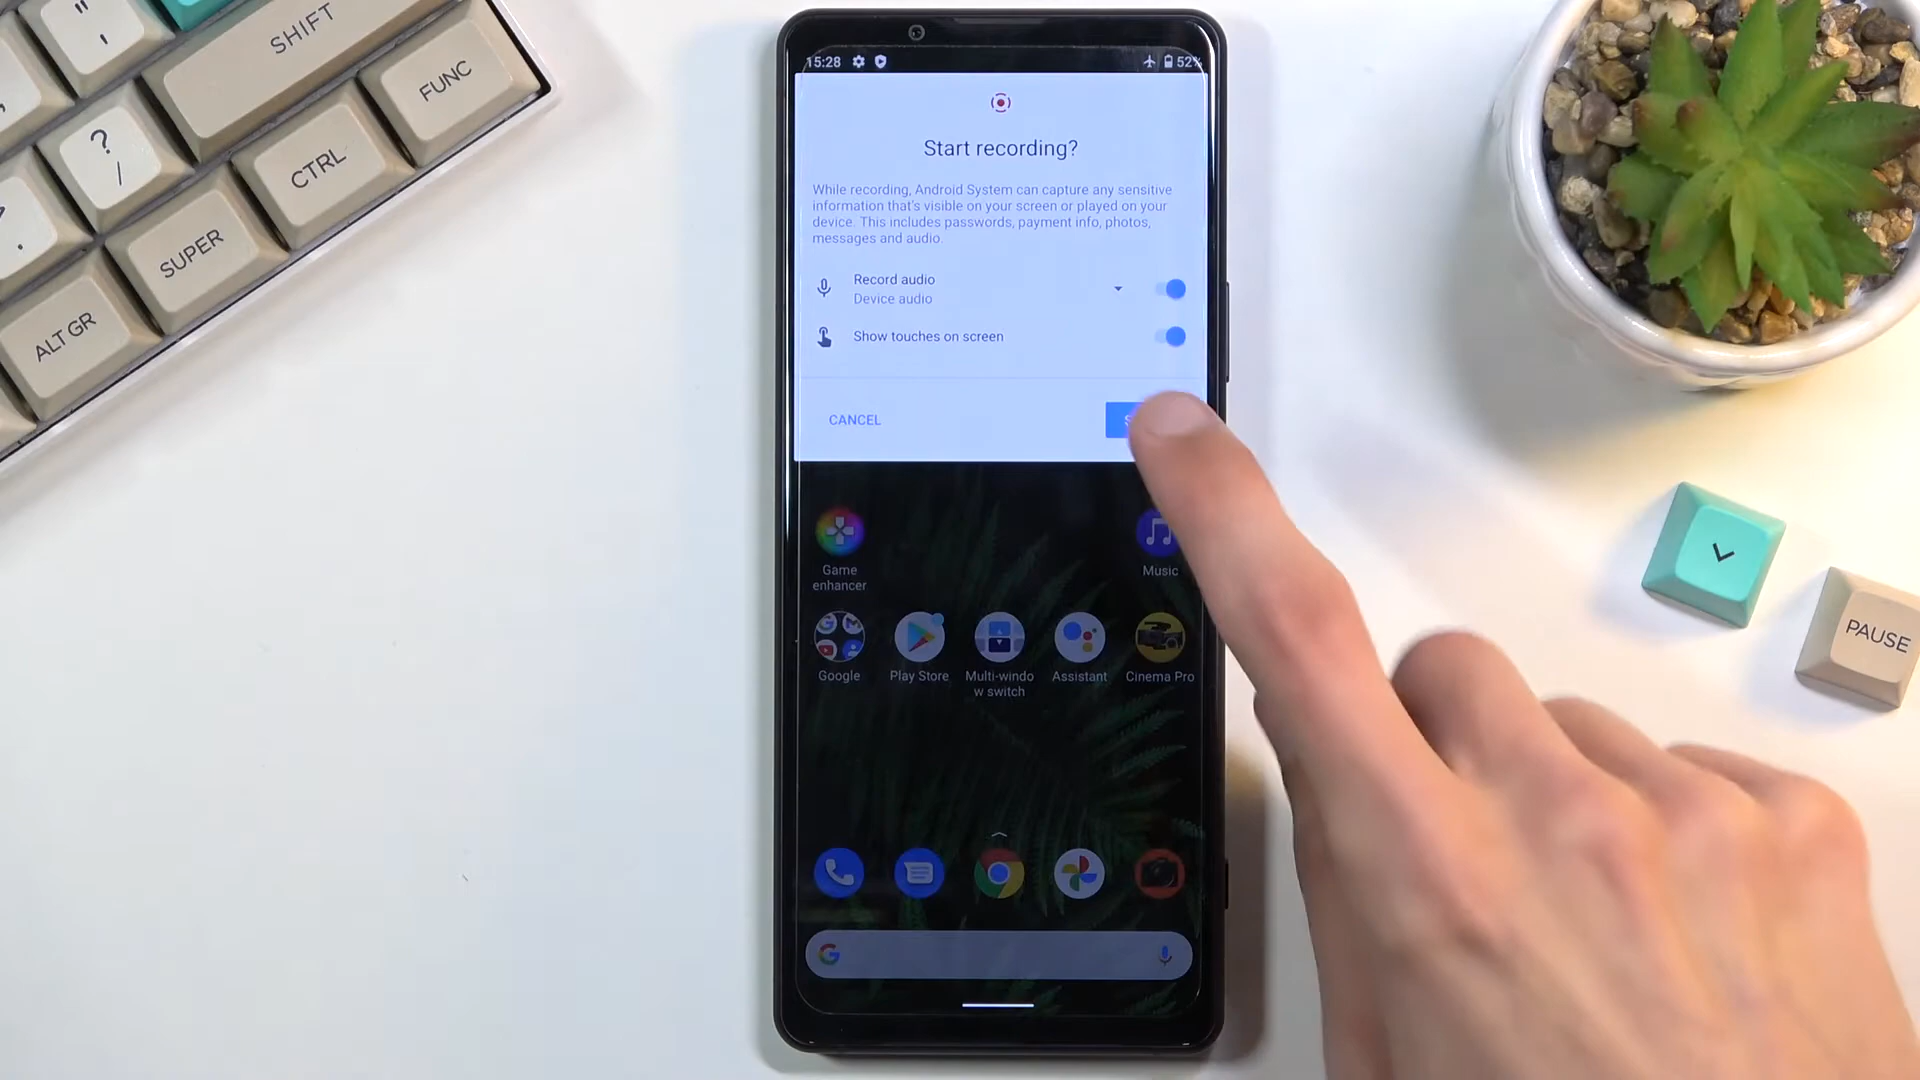 SHIFT
FUNC
?
/
CTRL
SUPER
ALT GR
15:28
52%
Start recording?
While recording, Android System can capture any sensitive
information that's visible on your screen or played on your
device. This includes passwords, payment info, photos,
messages and audio.
Record audio
Device audio
Show touches on screen
CANCEL
Game
enhancer
Music
Google
Play Store
Multi-windo
w switch
Assistant
Cinema Pro
PAUSE